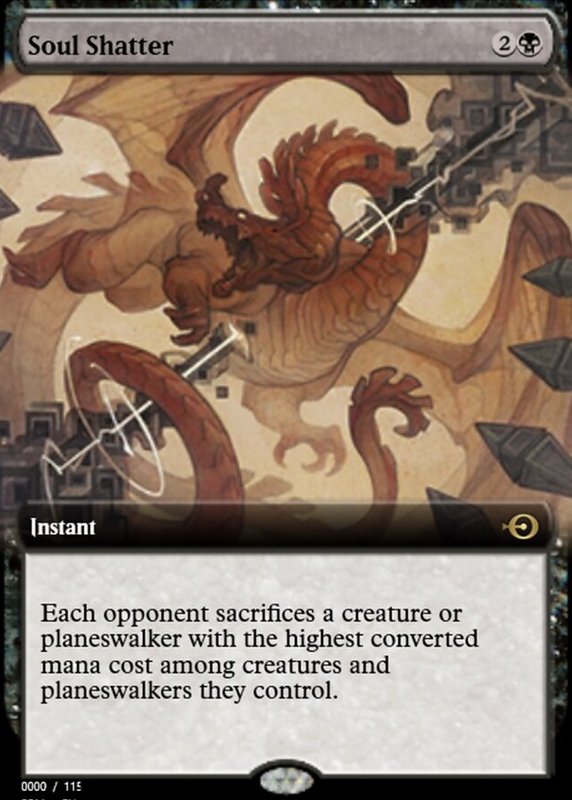 Soul Shatter 2
Instant
Each opponent sacrifices a creature or
planeswalker with the highest converted
mana cost among creatures and
planeswalkers they control.
0000 / 115